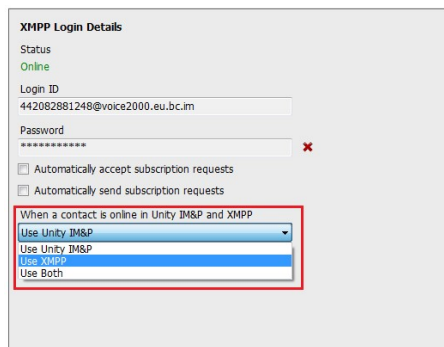 XMPP Login Details
Status
Online
Login ID
442082881248@voice2000.eu.bc.im
Password
***********
Automatically accept subscription requests
Automatically send subscription requests
When a contact is online in Unity IM&P and XMPP
Use Unity IM&P
Use Unity IM&P
Use XMPP
Use Both